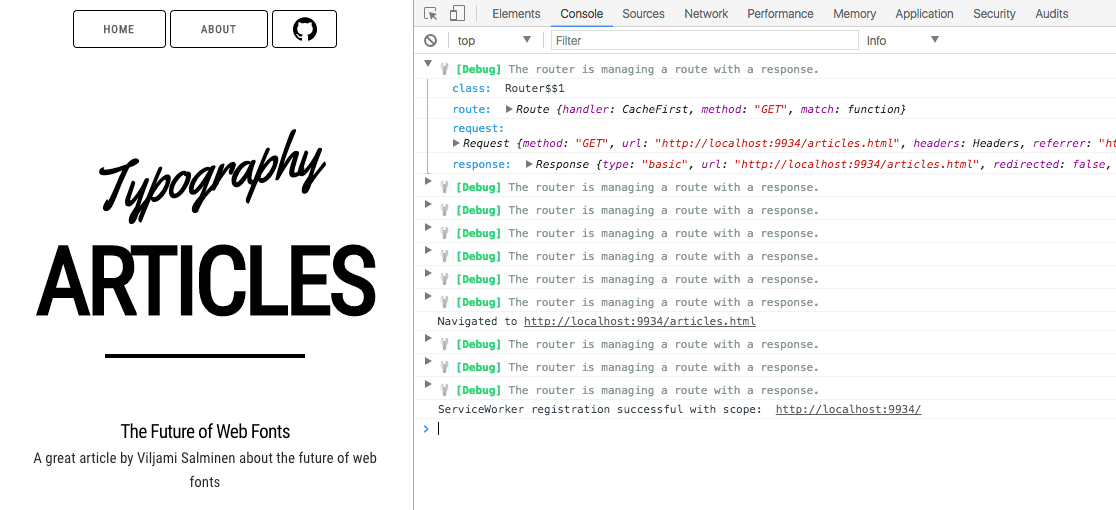 HOME ABOUT
Typography
ARTICLES
The Future of Web Fonts
A great article by Viljami Salminen about the future of web
fonts
Elements Console Sources Network Performance Memory Application Security Audits
top Filter Info
[Debug] The router is managing a route with a response.
class: Router$$1
route: Route {handler: CacheFirst, method: "GET", match: function}
request:
Request {method: "GET", url: "http://localhost:9934/articles.html", headers: Headers, referrer: "ht
response: Response {type: "basic", url: "http://localhost:9934/articles.html", redirected: false,
[Debug] The router is managing a route with a response.
[Debug] The router is managing a route with a response.
[Debug] The router is managing a route with a response.
[Debug] The router is managing a route with a response.
[Debug] The router is managing a route with a response.
[Debug] The router is managing a route with a response.
Navigated to http://localhost:9934/articles.html
[Debug] The router is managing a route with a response.
[Debug] The router is managing a route with a response.
[Debug] The router is managing a route with a response.
ServiceWorker registration successful with scope: http://localhost:9934/